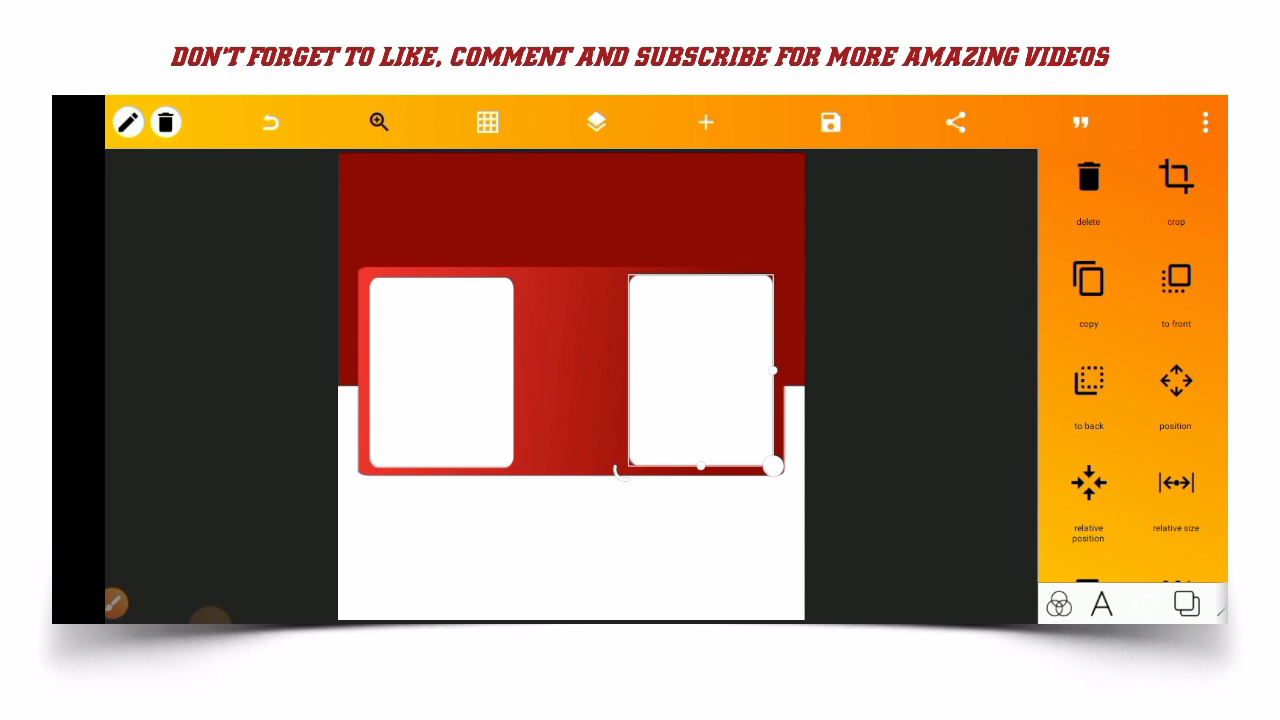 DON'T FORGET TO LIKE, COMMENT AND SUBSCRIBE FOR MORE AMAZING VIDEOS
delete
crop
copy
to front
to back
position
relative
position
relative size
A